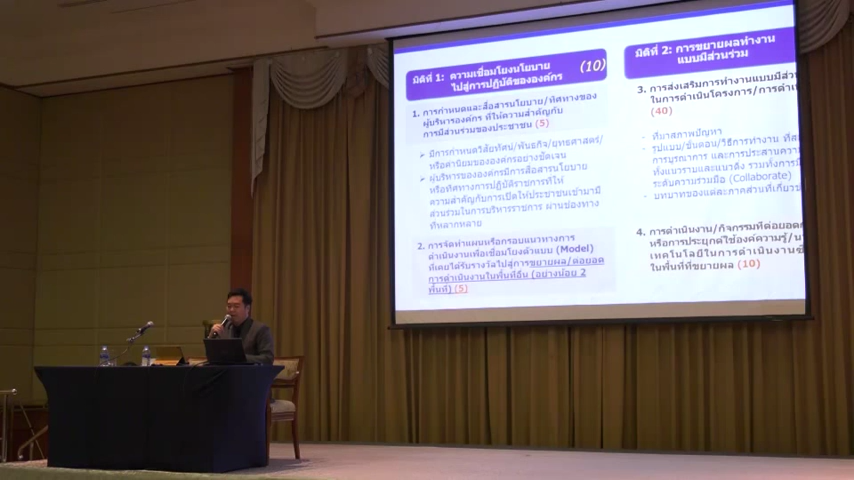 มิติที่ 1: ความเชื่อมโยงนโยบาย
ไปสู่การปฏิบัติขององค์กร
(10)
1. การกำหนดและสื่อสารนโยบาย/ทิศทางของ
ผู้บริหารองค์กร ที่ให้ความสำคัญกับ
การมีส่วนร่วมของประชาชน (5)
➢ มีการกำหนดวิสัยทัศน์/พันธกิจ/ยุทธศาสตร์/
หรือค่านิยมขององค์กรอย่างชัดเจน
➢ ผู้บริหารขององค์กรมีการสื่อสารนโยบาย
หรือทิศทางการปฏิบัติราชการที่ให้
ความสำคัญกับการเปิดให้ประชาชนเข้ามามี
ส่วนร่วมในการบริหารราชการ ผ่านช่องทาง
ที่หลากหลาย
2. การจัดทำแผนหรือกรอบแนวทางการ
ดำเนินงานเพื่อเชื่อมโยงตัวแบบ (Model)
ที่เคยได้รับรางวัลไปสู่การขยายผล/ต่อยอด
การดำเนินงานในพื้นที่อื่น (อย่างน้อย 2
พื้นที่) (5)
มิติที่ 2: การขยายผลทำงาน
แบบมีส่วนร่วม
3. การส่งเสริมการทำงานแบบมีส่วน
ในการดำเนินโครงการ/การดำเ
(40)
- ที่มาสภาพปัญหา
- รูปแบบ/ขั้นตอน/วิธีการทำงาน
การบูรณาการ และการประสานความ
ทั้งแนวราบและแนวดิ่ง รวมทั้งการมี
ระดับความร่วมมือ (Collaborate)
- บทบาทของแต่ละภาคส่วนที่เกี่ยว
4. การดำเนินงาน/กิจกรรมที่ต่อยอด
หรือการประยุกต์ใช้องค์ความรู้/น
เทคโนโลยีในการดำเนินงาน
ในพื้นที่ที่ขยายผล (10)